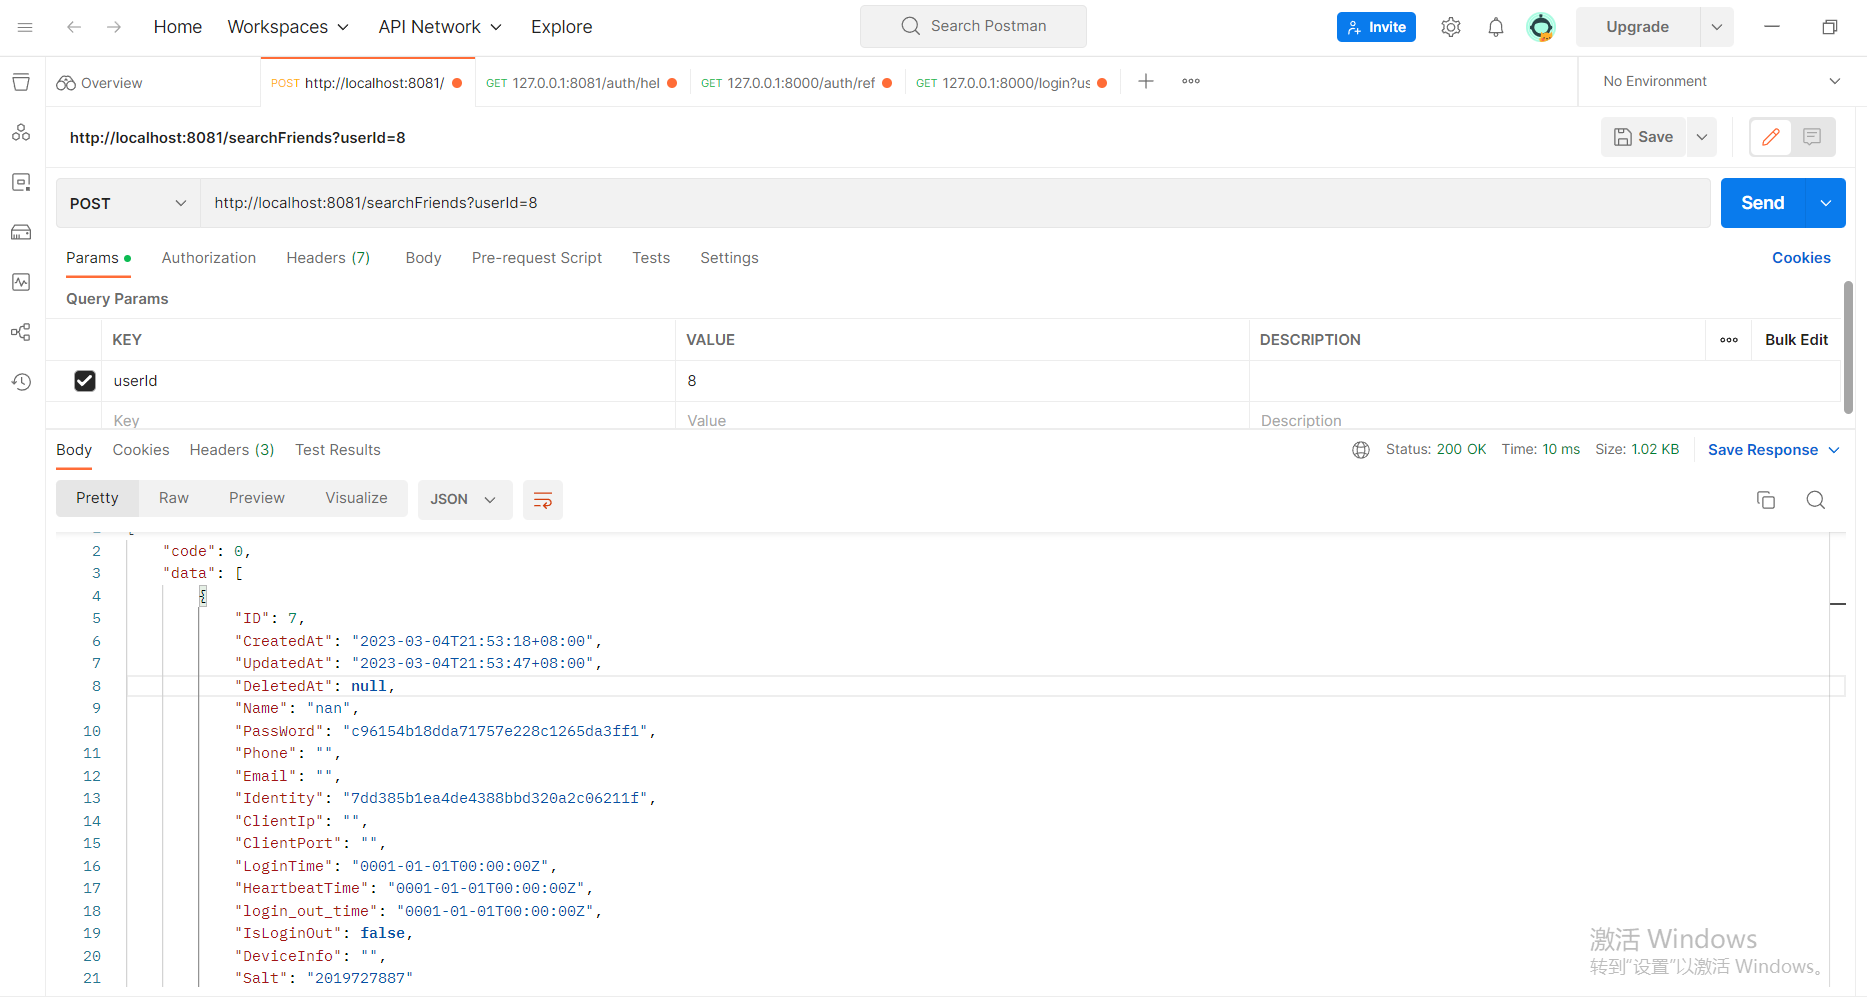 Home Workspaces API Network Explore Search Postman Invite Upgrade
Overview POST http://localhost:8081/ GET 127.0.0.1:8081/auth/hel GET 127.0.0.1:8000/auth/ref GET 127.0.0.1:8000/login?us No Environment
http://localhost:8081/searchFriends?userId=8 Save
POST http://localhost:8081/searchFriends?userId=8 Send
Params Authorization Headers (7) Body Pre-request Script Tests Settings Cookies
Query Params
KEY VALUE DESCRIPTION Bulk Edit
userId 8
Key Value Description
Body Cookies Headers (3) Test Results Status: 200 OK Time: 10 ms Size: 1.02 KB Save Response
Pretty Raw Preview Visualize JSON
2 "code": 0,
3 "data": [
4 {
5 "ID": 7,
6 "CreatedAt": "2023-03-04T21:53:18+08:00",
7 "UpdatedAt": "2023-03-04T21:53:47+08:00",
8 "DeletedAt": null,
9 "Name": "nan",
10 "PassWord": "c96154b18dda71757e228c1265da3ff1",
11 "Phone": "",
12 "Email": "",
13 "Identity": "7dd385b1ea4de4388bbd320a2c06211f",
14 "ClientIp": "",
15 "ClientPort": "",
16 "LoginTime": "0001-01-01T00:00:00Z",
17 "HeartbeatTime": "0001-01-01T00:00:00Z",
18 "login_out_time": "0001-01-01T00:00:00Z",
19 "IsLoginOut": false,
20 "DeviceInfo": "",
21 "Salt": "2019727887"
激活 Windows
转到"设置"以激活 Windows。